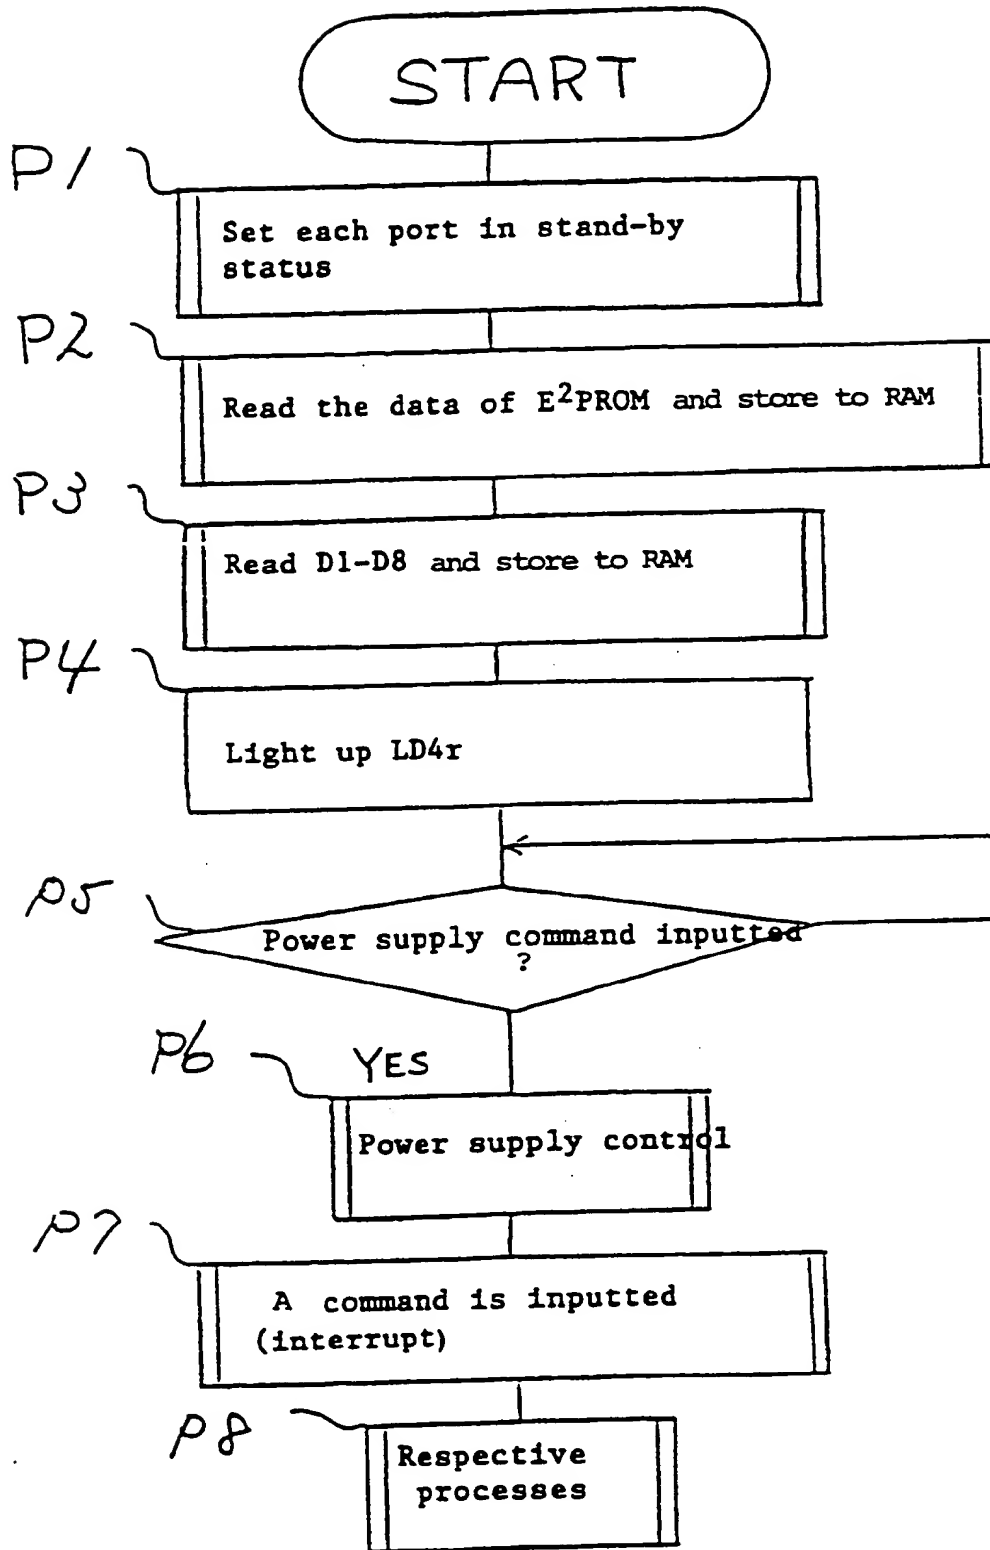 START
P1
Set each port in stand-by
status
P2
Read the data of E²PROM and store to RAM
P3
Read D1-D8 and store to RAM
P4
Light up LD4r
P5
Power supply command inputted
?
P6
YES
Power supply control
P7
A command is inputted
(interrupt)
P8
Respective
processes